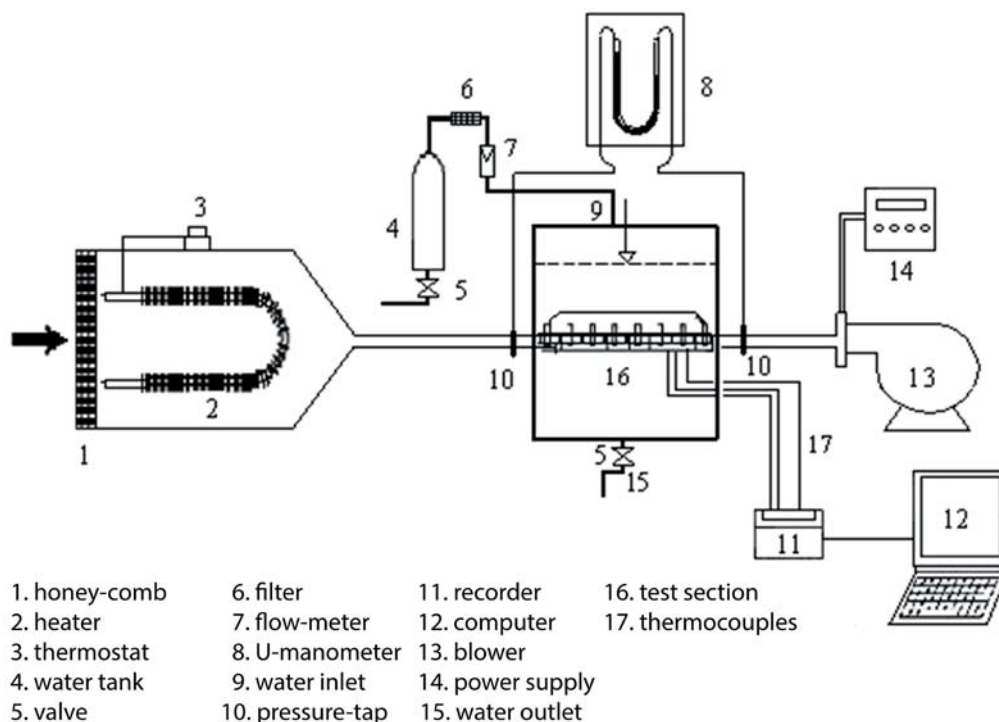 8
6
7
3
9
4
14
5
10
16
10
13
2
1
5
17
15
12
11
1. honey-comb
2. heater
3. thermostat
4. water tank
5. valve
6. filter
7. flow-meter
8. U-manometer
9. water inlet
10. pressure-tap
11. recorder
12. computer
13. blower
14. power supply
15. water outlet
16. test section
17. thermocouples